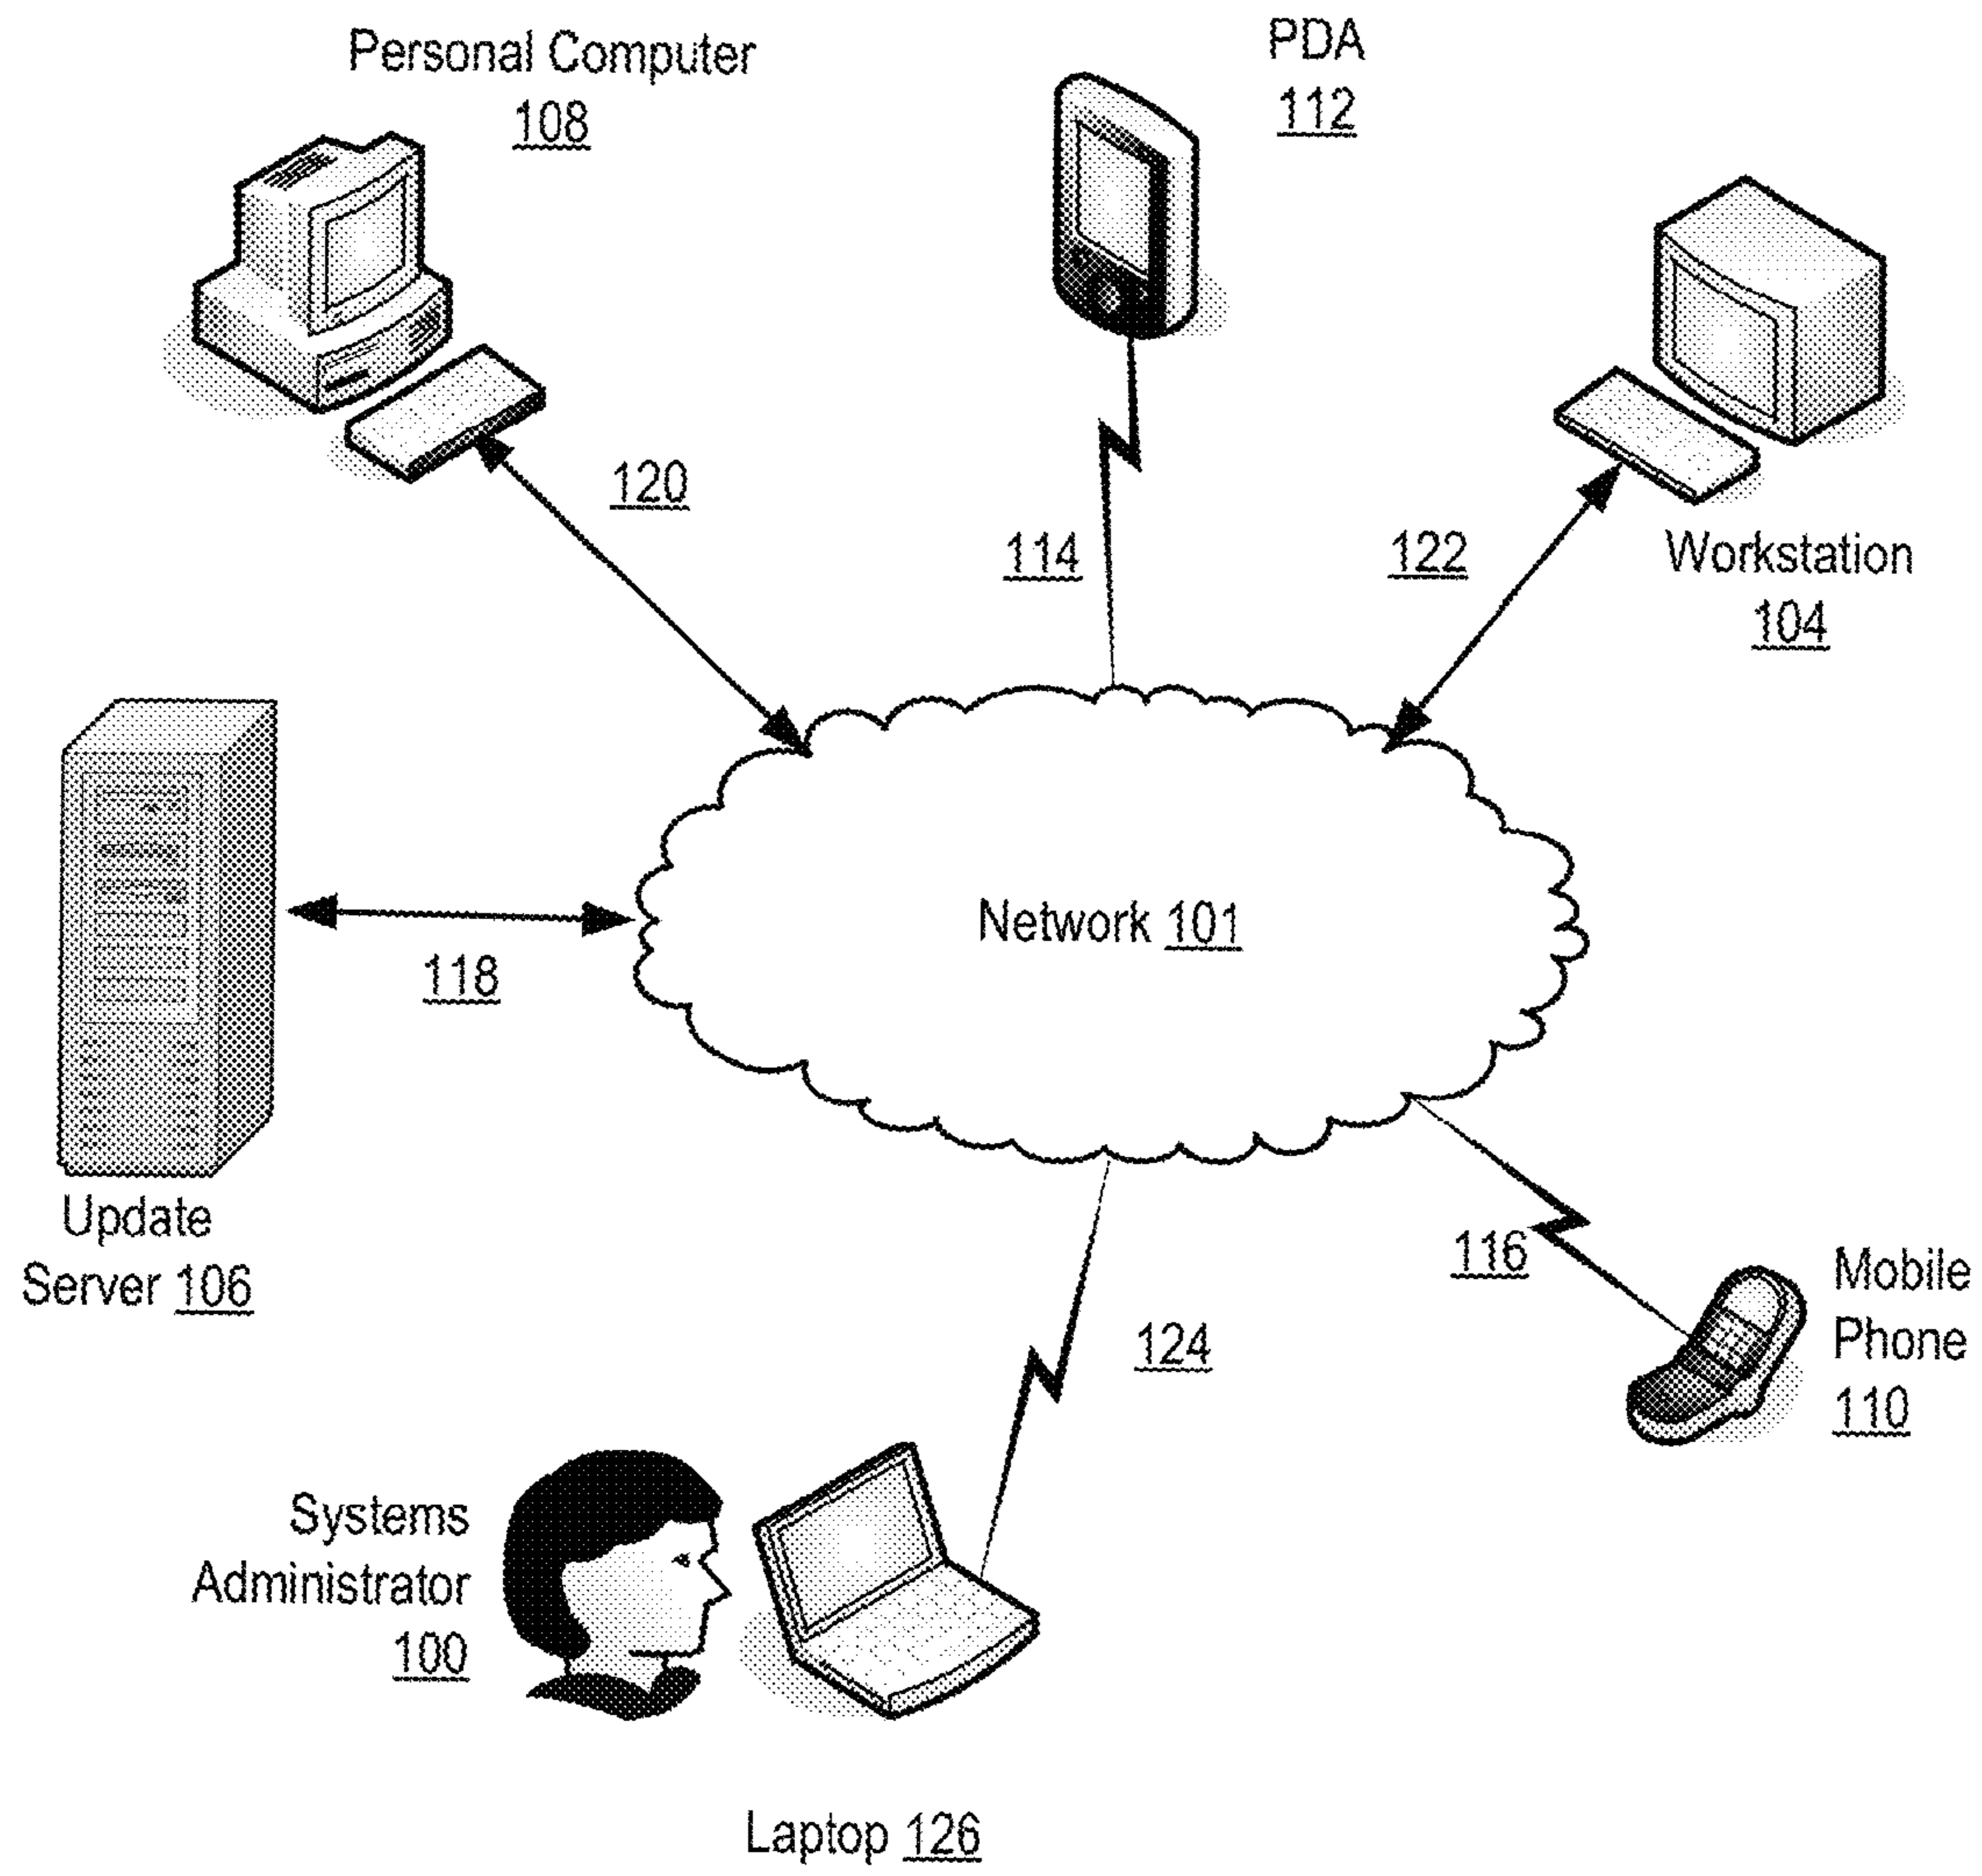 Personal Computer
108
PDA
112
120
114
122
Workstation
104
Network 101
118
Update
Server 106
116
Mobile
Phone
110
124
Systems
Administrator
100
Laptop 126